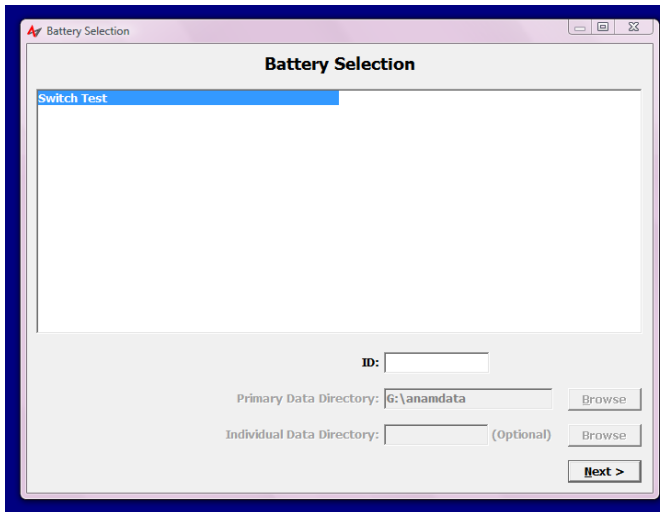 Battery Selection
Battery Selection
Switch Test
ID:
Primary Data Directory: G:\anamdata Browse
Individual Data Directory: (Optional) Browse
Next >